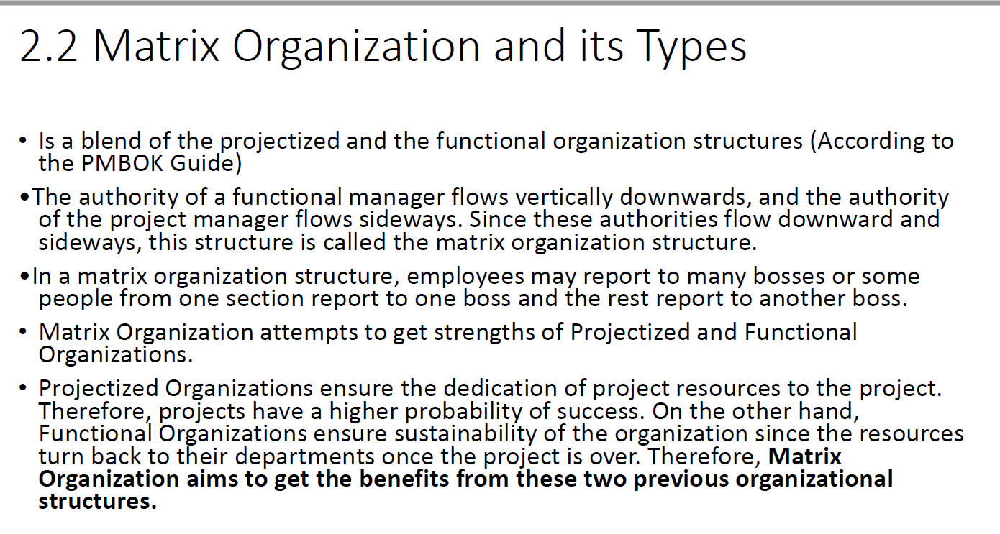 2.2 Matrix Organization and its Types
• Is a blend of the projectized and the functional organization structures (According to
the PMBOK Guide)
•The authority of a functional manager flows vertically downwards, and the authority
of the project manager flows sideways. Since these authorities flow downward and
sideways, this structure is called the matrix organization structure.
•In a matrix organization structure, employees may report to many bosses or some
people from one section report to one boss and the rest report to another boss.
• Matrix Organization attempts to get strengths of Projectized and Functional
Organizations.
• Projectized Organizations ensure the dedication of project resources to the project.
Therefore, projects have a higher probability of success. On the other hand,
Functional Organizations ensure sustainability of the organization since the resources
turn back to their departments once the project is over. Therefore, Matrix
Organization aims to get the benefits from these two previous organizational
structures.